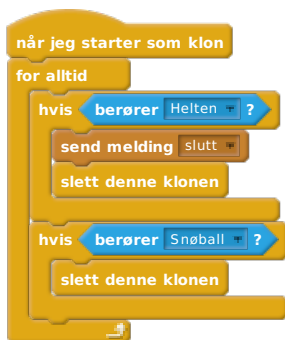 når jeg starter som klon
for alltid
hvis berører Helten ?
send melding slutt
slett denne klonen
hvis berører Snøball ?
slett denne klonen